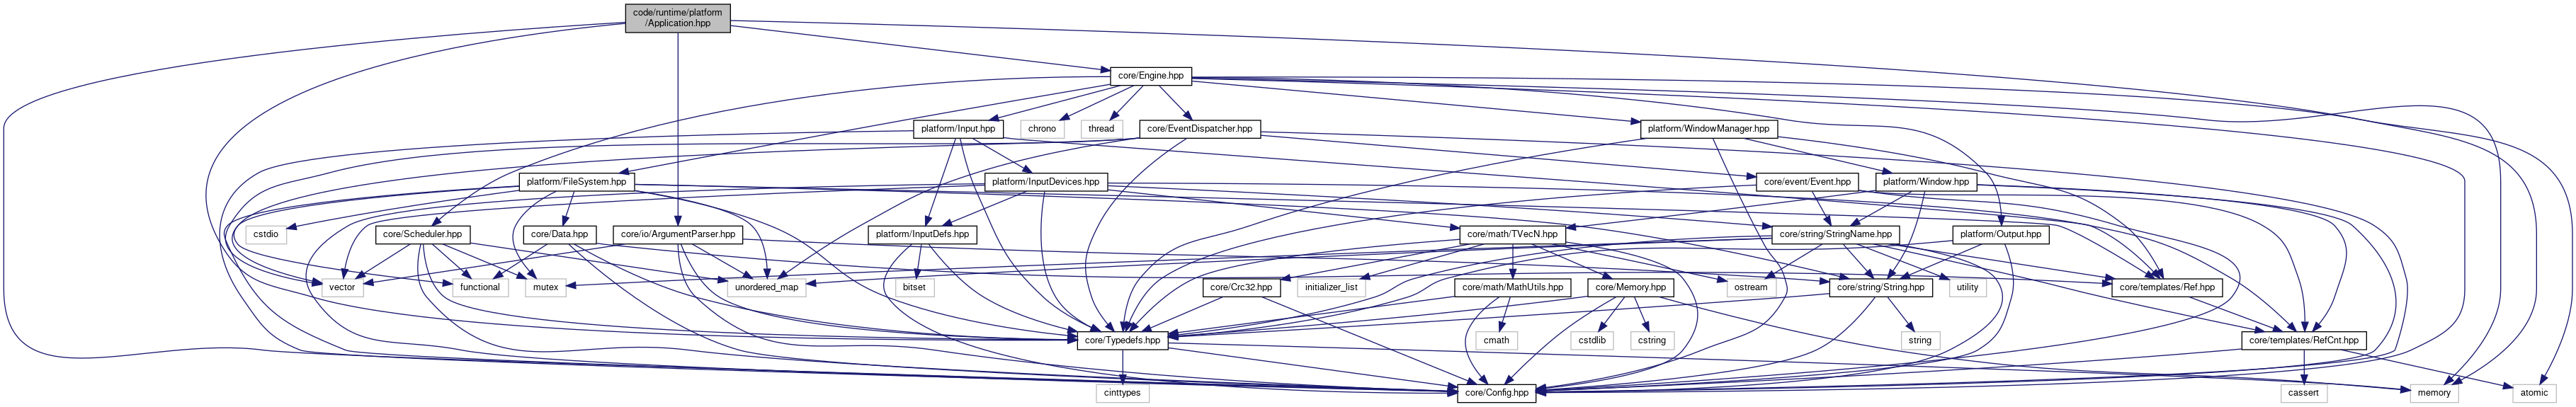 code/runtime/platform
/Application.hpp
core/Engine.hpp
platform/Input.hpp
chrono
thread
core/EventDispatcher.hpp
platform/WindowManager.hpp
platform/FileSystem.hpp
platform/InputDevices.hpp
core/event/Event.hpp
platform/Window.hpp
cstdio
core/Scheduler.hpp
core/Data.hpp
core/io/ArgumentParser.hpp
platform/InputDefs.hpp
core/math/TVecN.hpp
core/string/StringName.hpp
platform/Output.hpp
vector
functional
mutex
unordered_map
bitset
core/Crc32.hpp
initializer_list
core/math/MathUtils.hpp
core/Memory.hpp
ostream
core/string/String.hpp
utility
core/templates/Ref.hpp
core/Typedefs.hpp
cmath
cstdlib
cstring
string
core/templates/RefCnt.hpp
cinttypes
core/Config.hpp
cassert
memory
atomic